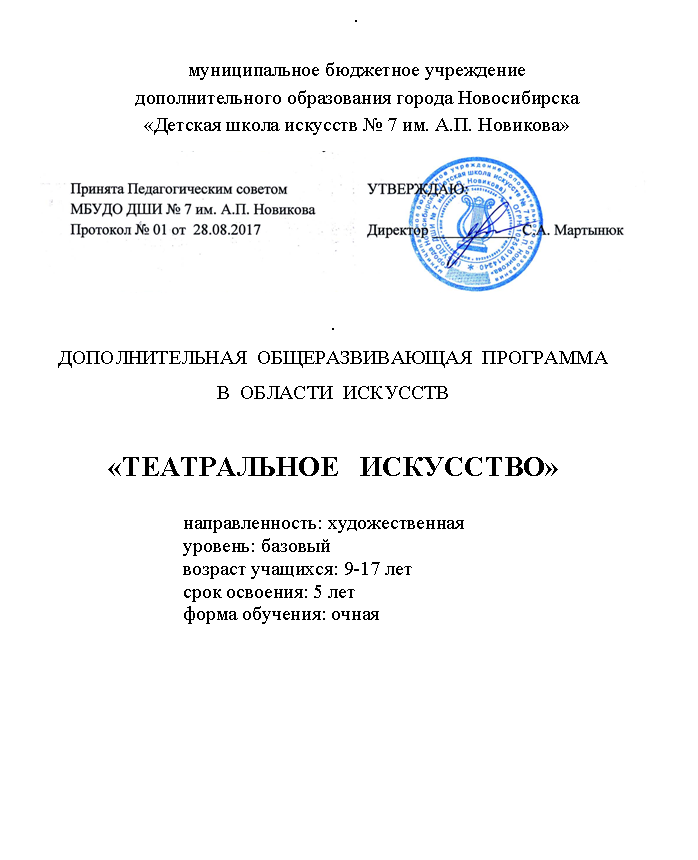 муниципальное бюджетное учреждение
дополнительного образования города Новосибирска
«Детская школа искусств № 7 им. А.П. Новикова»
Принята Педагогическим советом
МБУДО ДШИ № 7 им. А.П. Новикова
Протокол № 01 от 28.08.2017
УТВЕРЖДАЮ:
Директор С.А. Мартынюк
ДОПОЛНИТЕЛЬНАЯ ОБЩЕРАЗВИВАЮЩАЯ ПРОГРАММА
В ОБЛАСТИ ИСКУССТВ
«ТЕАТРАЛЬНОЕ ИСКУССТВО»
направленность: художественная
уровень: базовый
возраст учащихся: 9-17 лет
срок освоения: 5 лет
форма обучения: очная